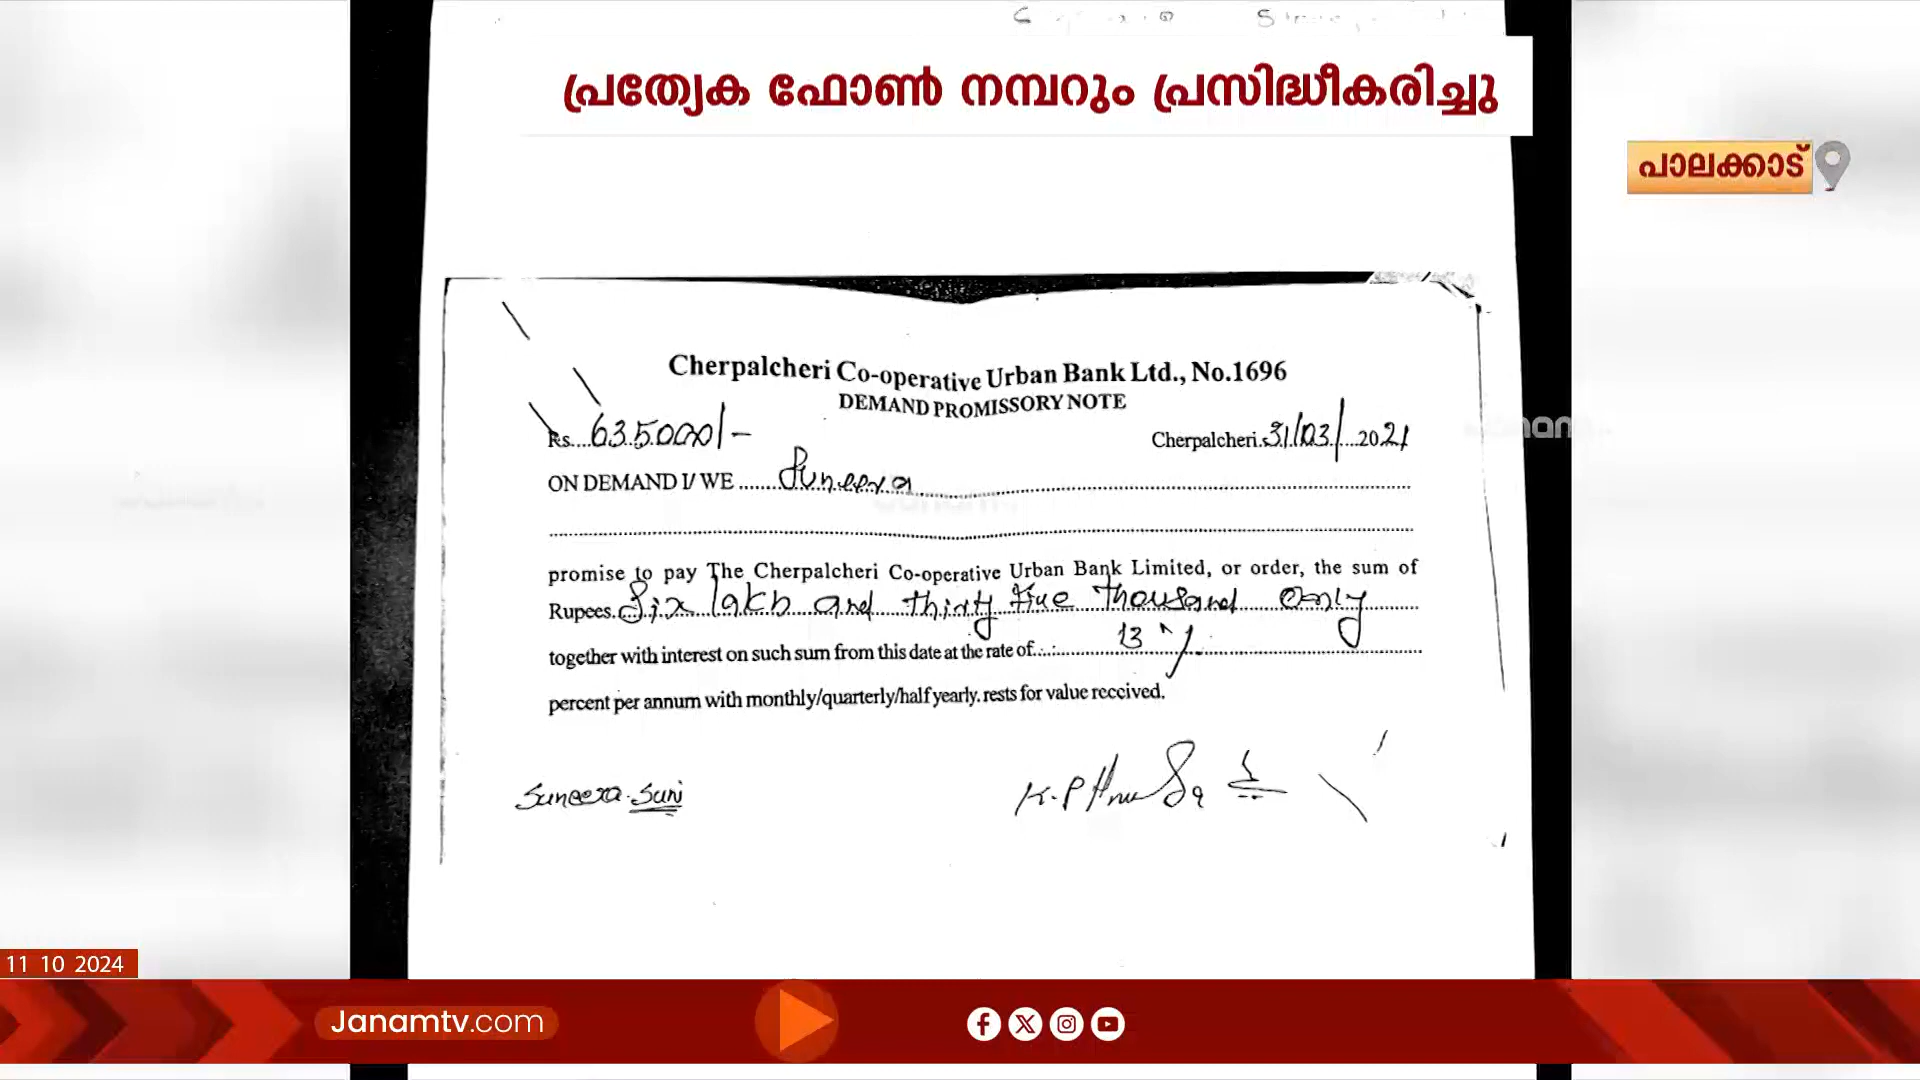 പ്രത്യേക ഫോൺ നമ്പറും പ്രസിദ്ധീകരിച്ചു
പാലക്കാട്
Cherpalcheri Co-operative Urban Bank Ltd., No.1696
DEMAND PROMISSORY NOTE
Rs....635000/-
Cherpalcheri.31/03/...2021
ON DEMAND I/ WE ........Suneera
promise to pay The Cherpalcheri Co-operative Urban Bank Limited, or order, the sum of
Rupees. Six lakh and thirty five thousand only
together with interest on such sum from this date at the rate of 13 %
percent per annum with monthly/quarterly/half yearly. rests for value received.
Suneera. Suni
K.P
Janam
11 10 2024
Janamtv.com